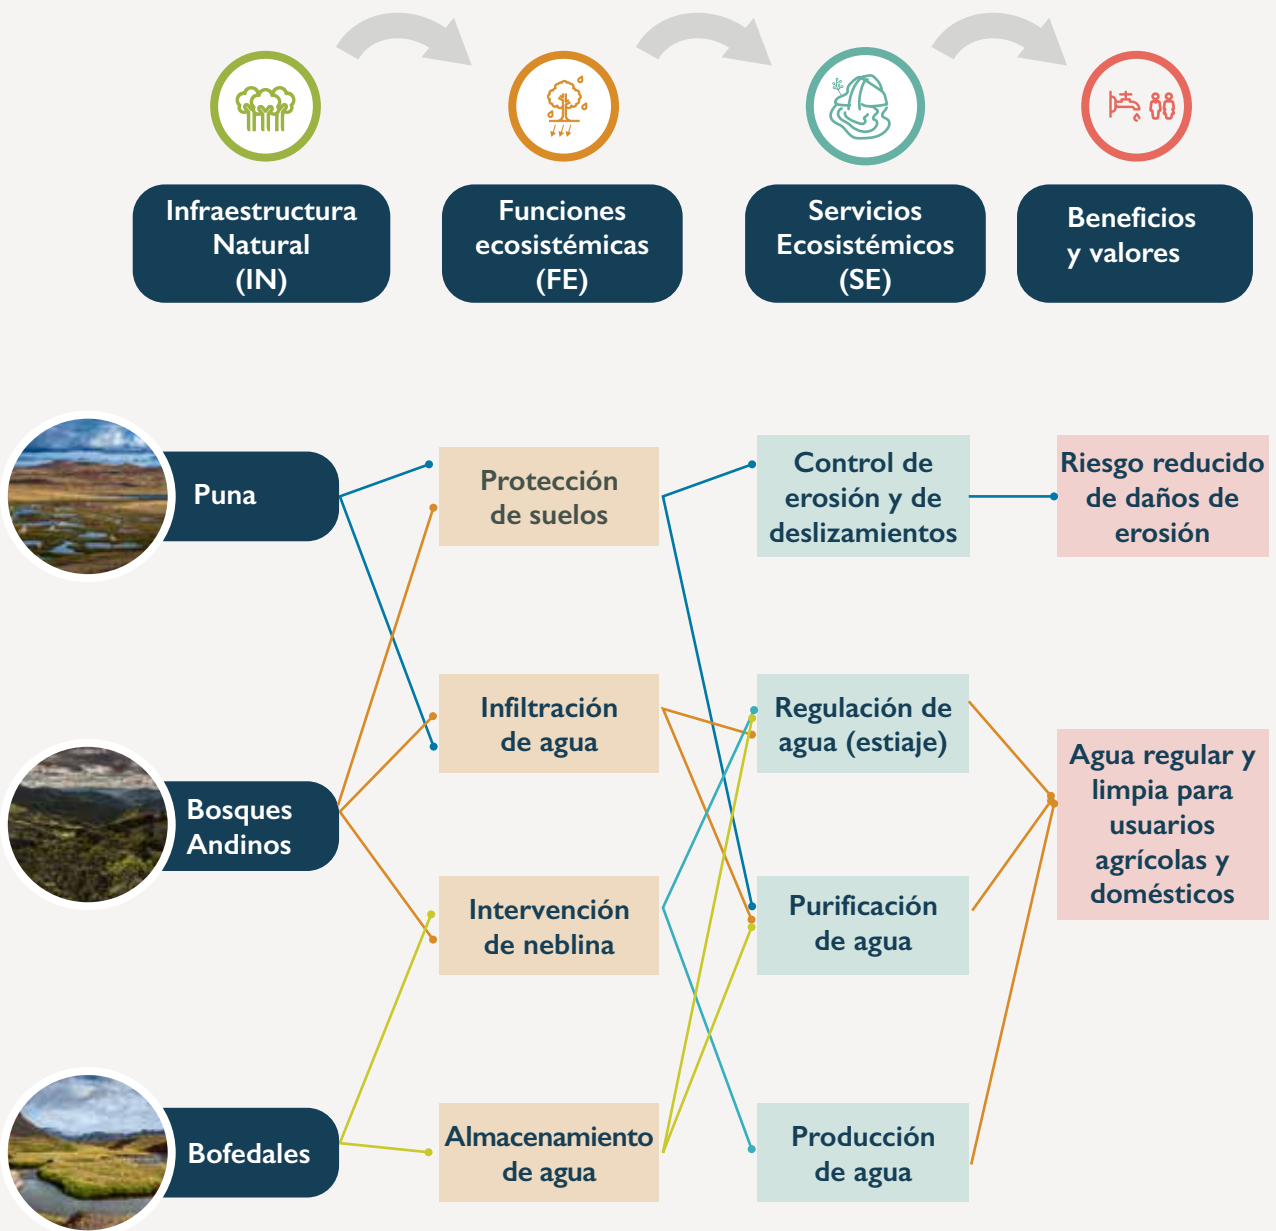 Infraestructura
Natural
(IN)
Funciones
ecosistémicas
(FE)
Servicios
Ecosistémicos
(SE)
Beneficios
y valores
Puna
Protección
de suelos
Control de
erosión y de
deslizamientos
Riesgo reducido
de daños de
erosión
Infiltración
de agua
Regulación de
agua (estiaje)
Agua regular y
limpia para
usuarios
agrícolas y
domésticos
Bosques
Andinos
Intervención
de neblina
Purificación
de agua
Bofedales
Almacenamiento
de agua
Producción
de agua